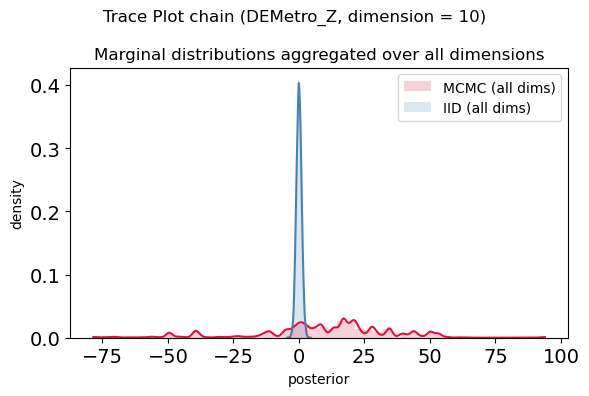 Trace Plot chain (DEMetro_Z, dimension = 10)
Marginal distributions aggregated over all dimensions
MCMC (all dims)
IID (all dims)
density
0.4
0.3
0.2
0.1
0.0
−75 −50 −25 0 25 50 75 100
posterior